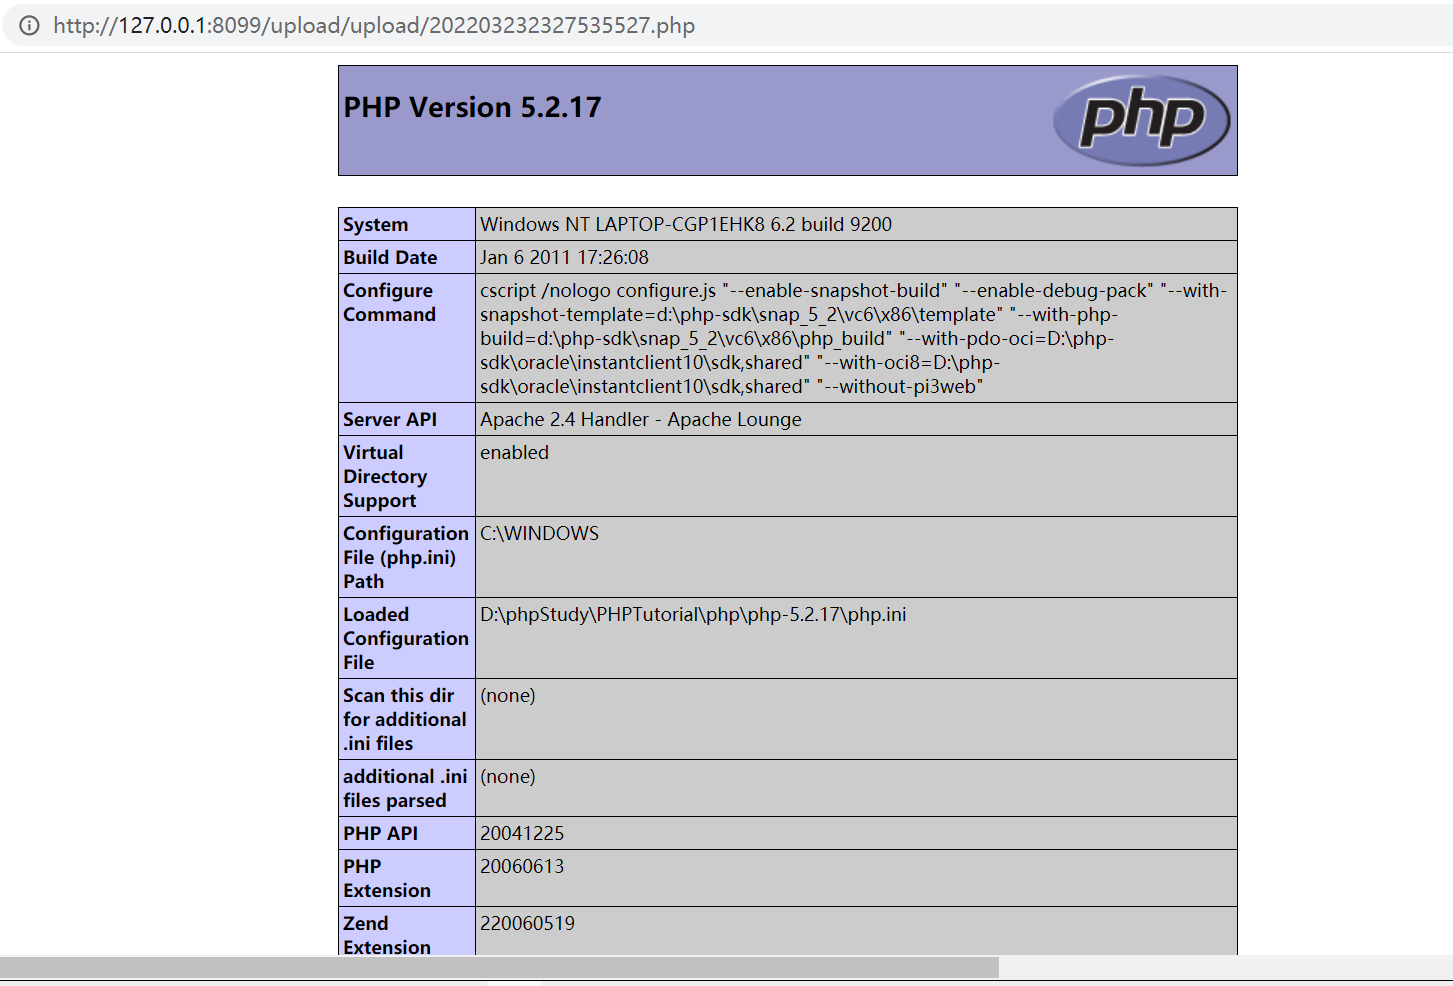 http://127.0.0.1:8099/upload/upload/202203232327535527.php
PHP Version 5.2.17
php
System
Windows NT LAPTOP-CGP1EHK8 6.2 build 9200
Build Date
Jan 6 2011 17:26:08
Configure
Command
cscript /nologo configure.js "--enable-snapshot-build" "--enable-debug-pack" "--with-
snapshot-template=d:\php-sdk\snap_5_2\vc6\x86\template" "--with-php-
build=d:\php-sdk\snap_5_2\vc6\x86\php_build" "--with-pdo-oci=D:\php-
sdk\oracle\instantclient10\sdk,shared" "--with-oci8=D:\php-
sdk\oracle\instantclient10\sdk,shared" "--without-pi3web"
Server API
Apache 2.4 Handler - Apache Lounge
Virtual
Directory
Support
enabled
Configuration
File (php.ini)
Path
C:\WINDOWS
Loaded
Configuration
File
D:\phpStudy\PHPTutorial\php\php-5.2.17\php.ini
Scan this dir
for additional
.ini files
(none)
additional .ini
files parsed
(none)
PHP API
20041225
PHP
Extension
20060613
Zend
Extension
220060519